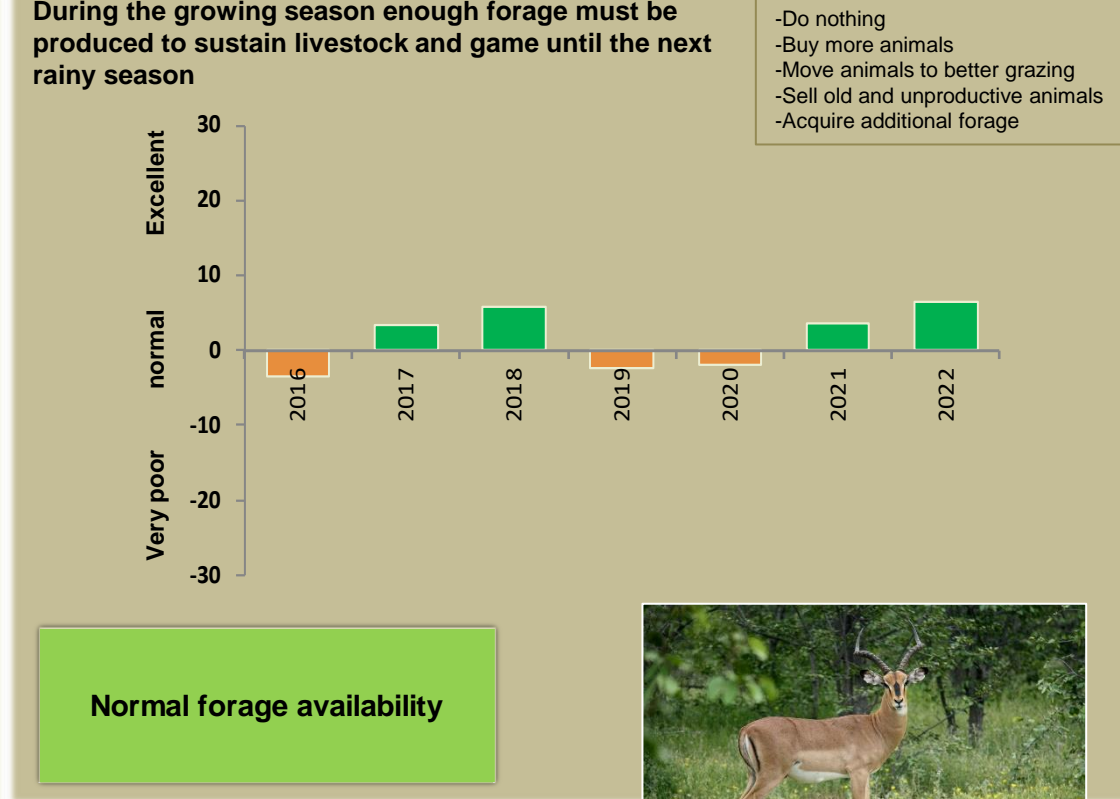 During the growing season enough forage must be
produced to sustain livestock and game until the next
rainy season
-Do nothing
-Buy more animals
-Move animals to better grazing
-Sell old and unproductive animals
-Acquire additional forage
Excellent
normal
Very poor
30
20
10
0
-10
-20
-30
2016
2017
2018
2019
2020
2021
2022
Normal forage availability